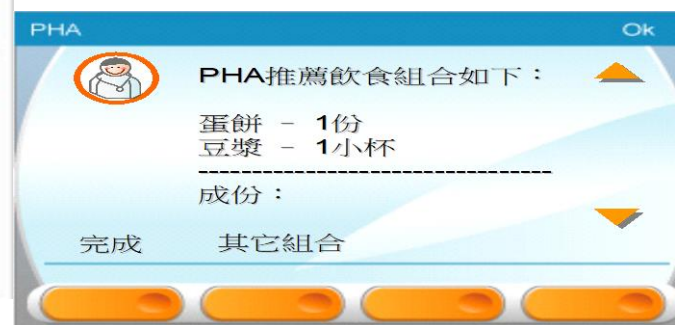 PHA Ok
PHA推薦飲食組合如下：
蛋餅 - 1份
豆漿 - 1小杯
---------------------------------
成份：
完成 其它組合